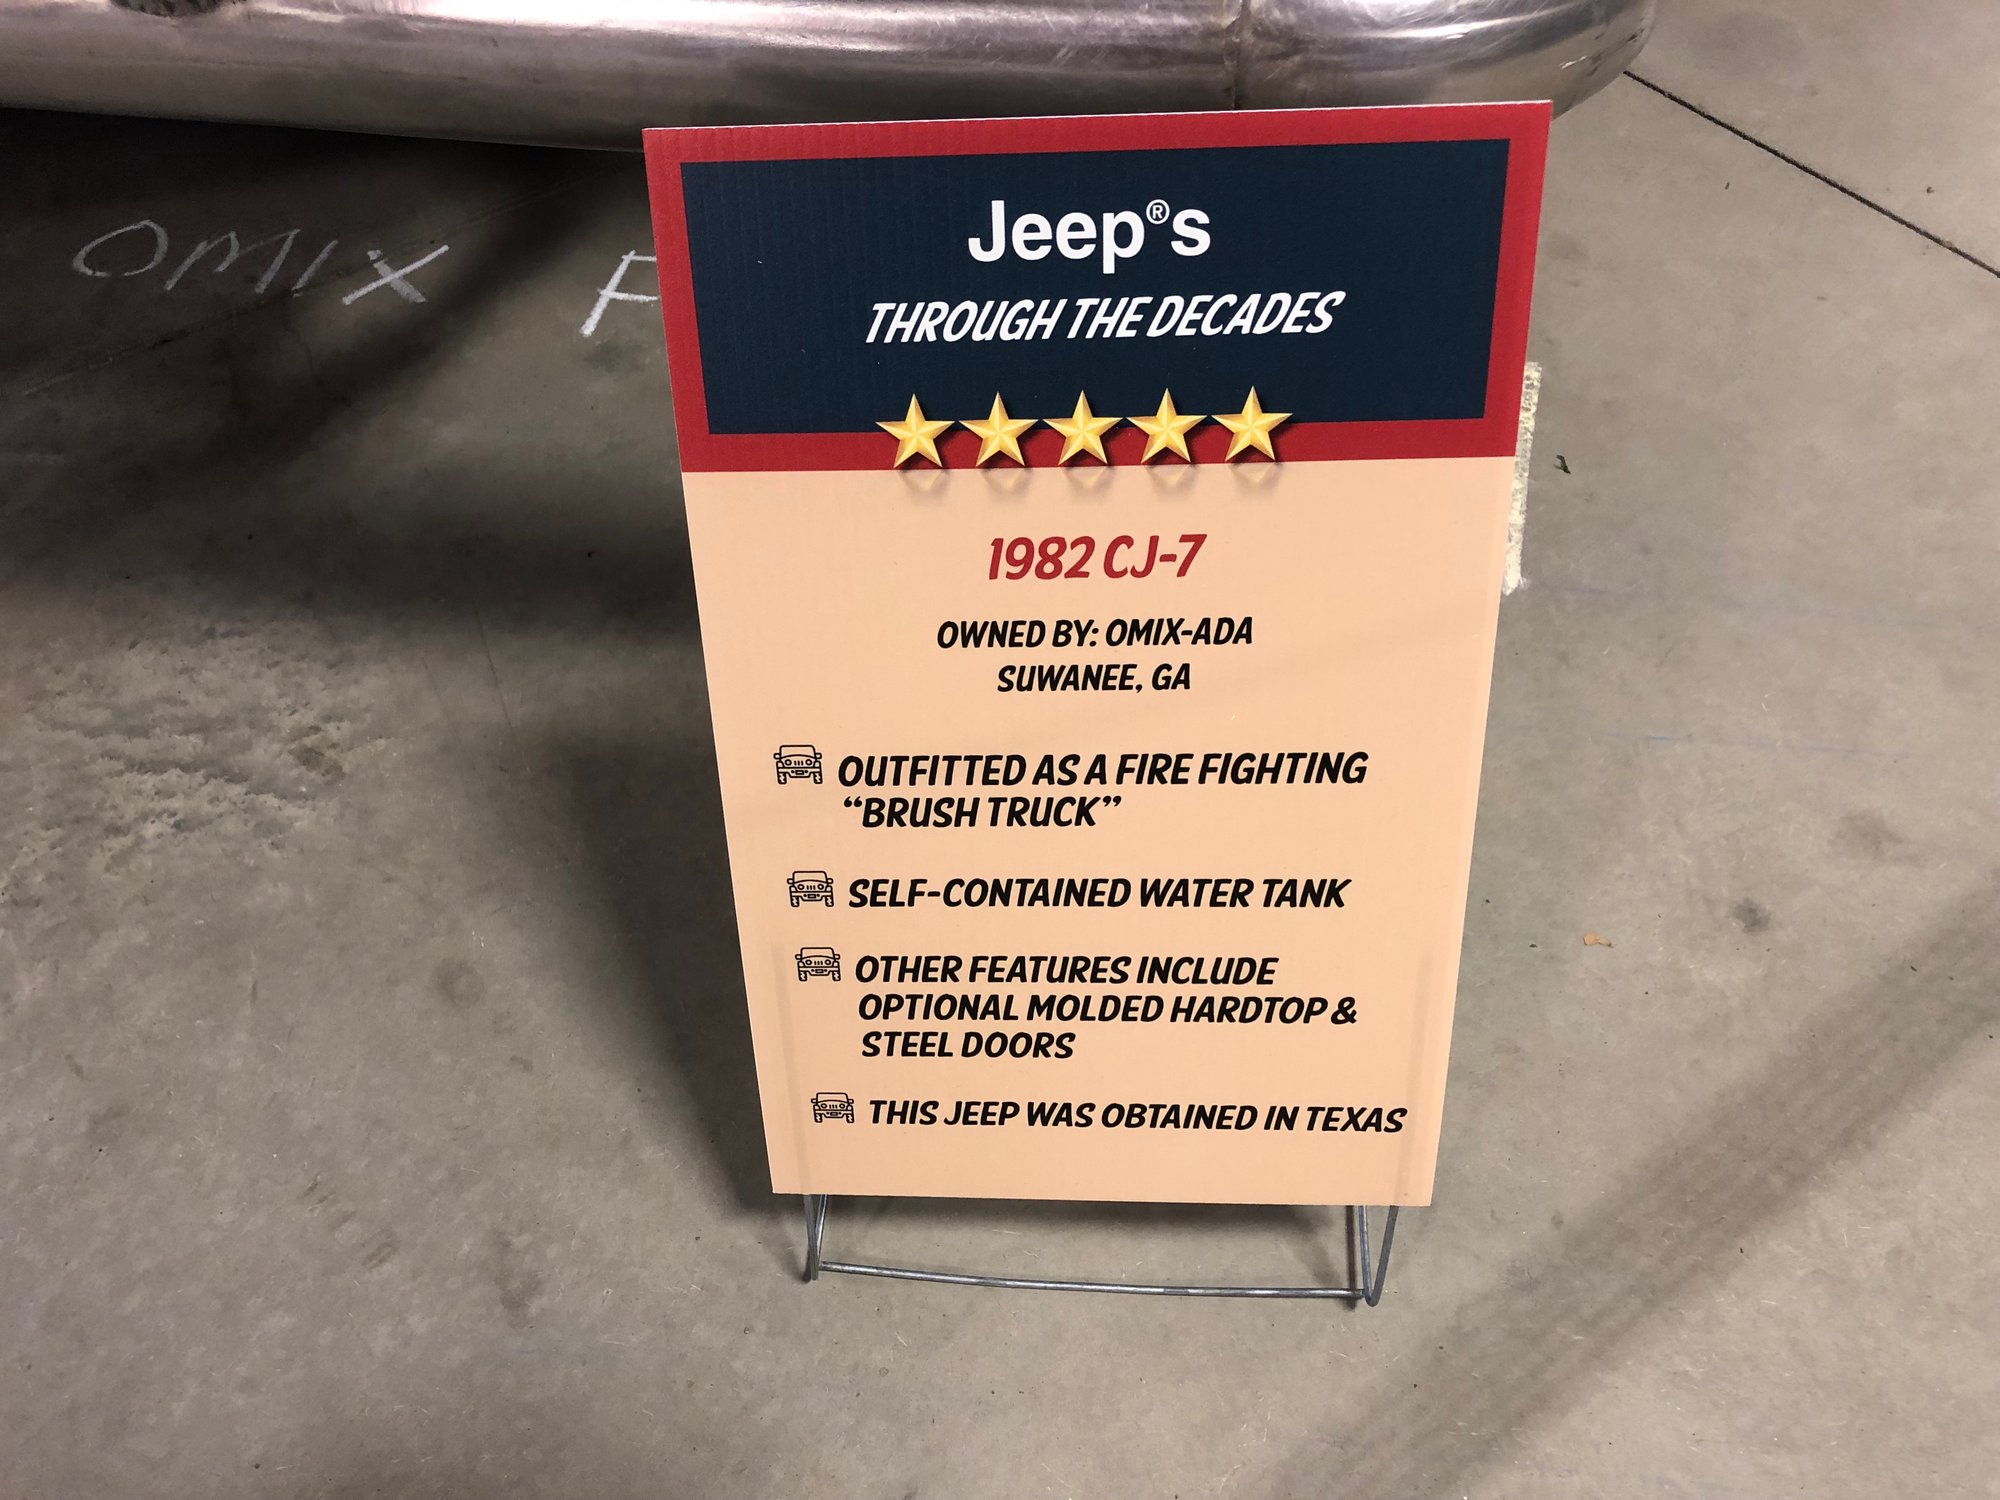 OMIX F
Jeep®s
THROUGH THE DECADES
1982 CJ-7
OWNED BY: OMIX-ADA
SUWANEE, GA
OUTFITTED AS A FIRE FIGHTING
“BRUSH TRUCK”
SELF-CONTAINED WATER TANK
OTHER FEATURES INCLUDE
OPTIONAL MOLDED HARDTOP &
STEEL DOORS
THIS JEEP WAS OBTAINED IN TEXAS